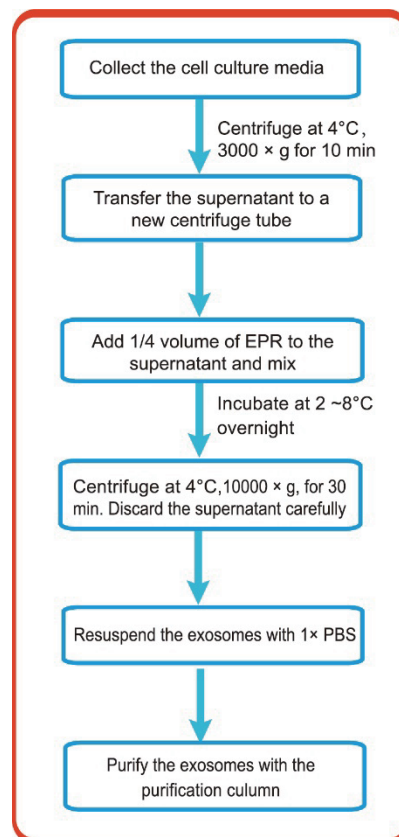 Collect the cell culture media
Centrifuge at 4°C,
3000 × g for 10 min
Transfer the supernatant to a
new centrifuge tube
Add 1/4 volume of EPR to the
supernatant and mix
Incubate at 2 ~8°C
overnight
Centrifuge at 4°C,10000 × g, for 30
min. Discard the supernatant carefully
Resuspend the exosomes with 1× PBS
Purify the exosomes with the
purification culumn